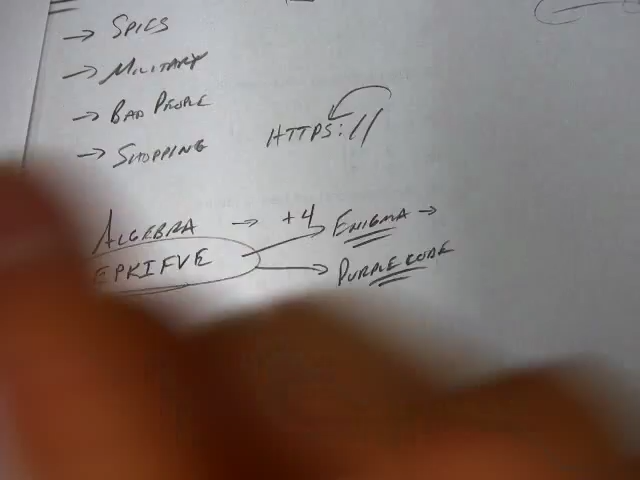 → SPIES
→ MILITARY
→ BAD PEOPLE
→ SHOPPING
HTTPS://
ALGEBRA → +4
EPKIFVE
ENIGMA →
PURPLE CODE